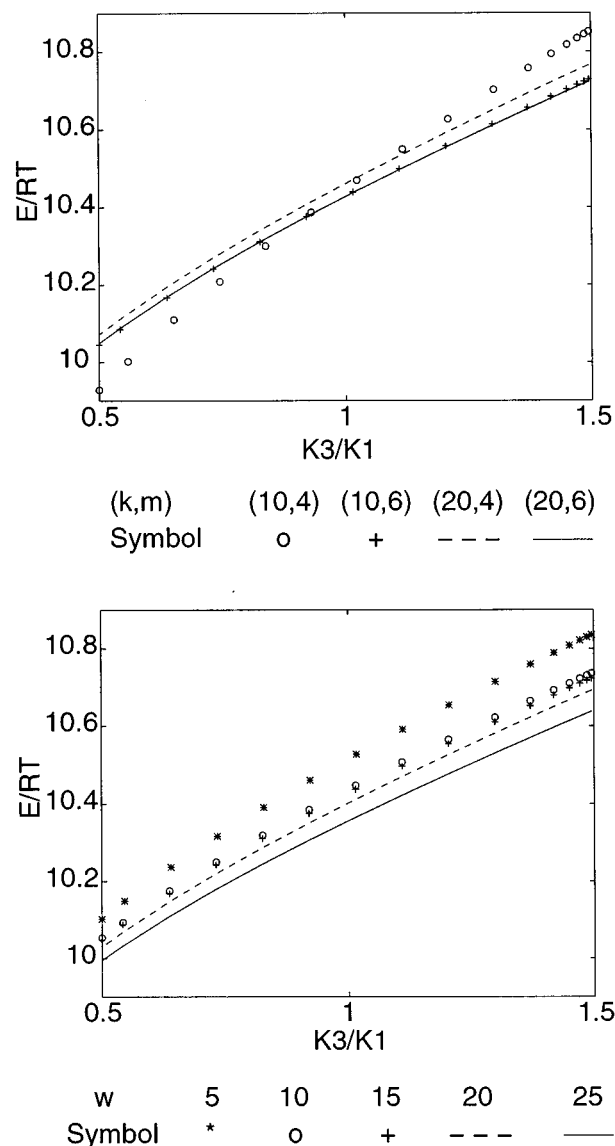 10.8
10.6
E/RT
10.4
10.2
10
0.5 1 1.5
K3/K1
(k,m) (10,4) (10,6) (20,4) (20,6)
Symbol o + – – – ——
10.8
10.6
E/RT
10.4
10.2
10
0.5 1 1.5
K3/K1
w 5 10 15 20 25
Symbol * o + – – – ——